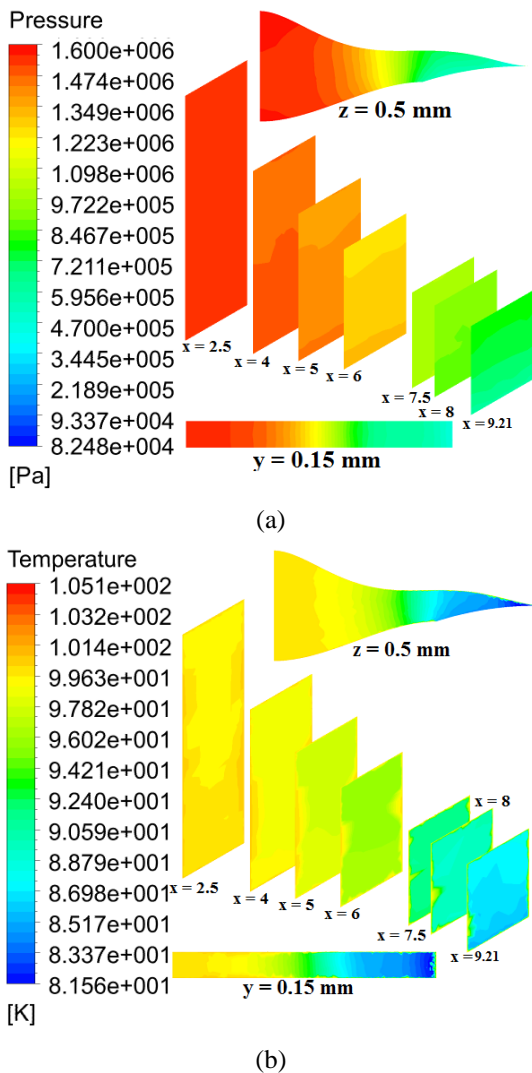 Pressure
1.600e+006
1.474e+006
1.349e+006
1.223e+006
1.098e+006
9.722e+005
8.467e+005
7.211e+005
5.956e+005
4.700e+005
3.445e+005
2.189e+005
9.337e+004
8.248e+004
[Pa]
z = 0.5 mm
x = 2.5
x = 4
x = 5
x = 6
x = 7.5
x = 8
x = 9.21
y = 0.15 mm
(a)
Temperature
1.051e+002
1.032e+002
1.014e+002
9.963e+001
9.782e+001
9.602e+001
9.421e+001
9.240e+001
9.059e+001
8.879e+001
8.698e+001
8.517e+001
8.337e+001
8.156e+001
[K]
z = 0.5 mm
x = 8
x = 2.5
x = 4
x = 5
x = 6
x = 7.5
x = 9.21
y = 0.15 mm
(b)